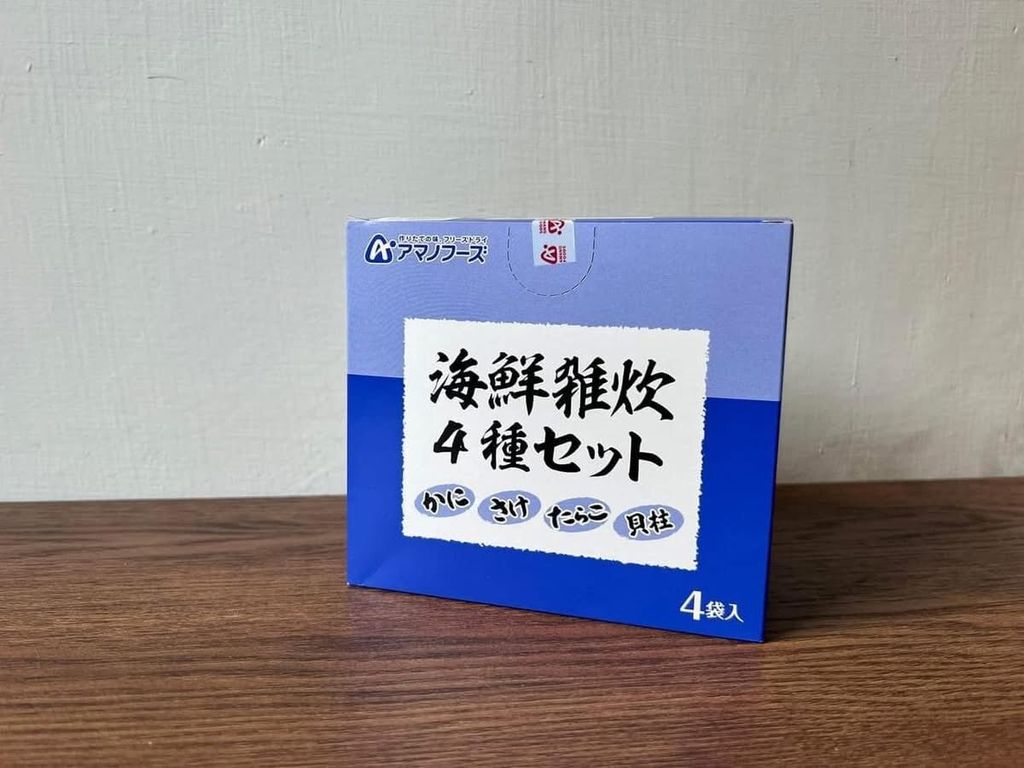 作りたての味、フリーズドライ
アマノフーズ
海鮮雑炊
4種セット
かに さけ たらこ 貝柱
4袋入